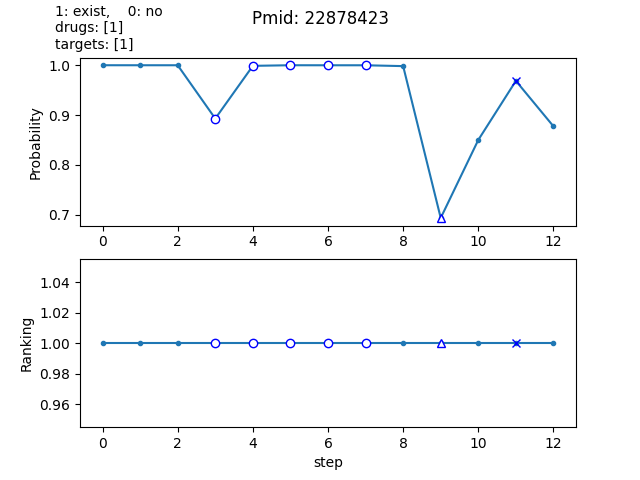 1: exist,    0: no
drugs: [1]
targets: [1]
Pmid: 22878423
Probability
1.0
0.9
0.8
0.7
0 2 4 6 8 10 12
Ranking
1.04
1.02
1.00
0.98
0.96
0 2 4 6 8 10 12
step